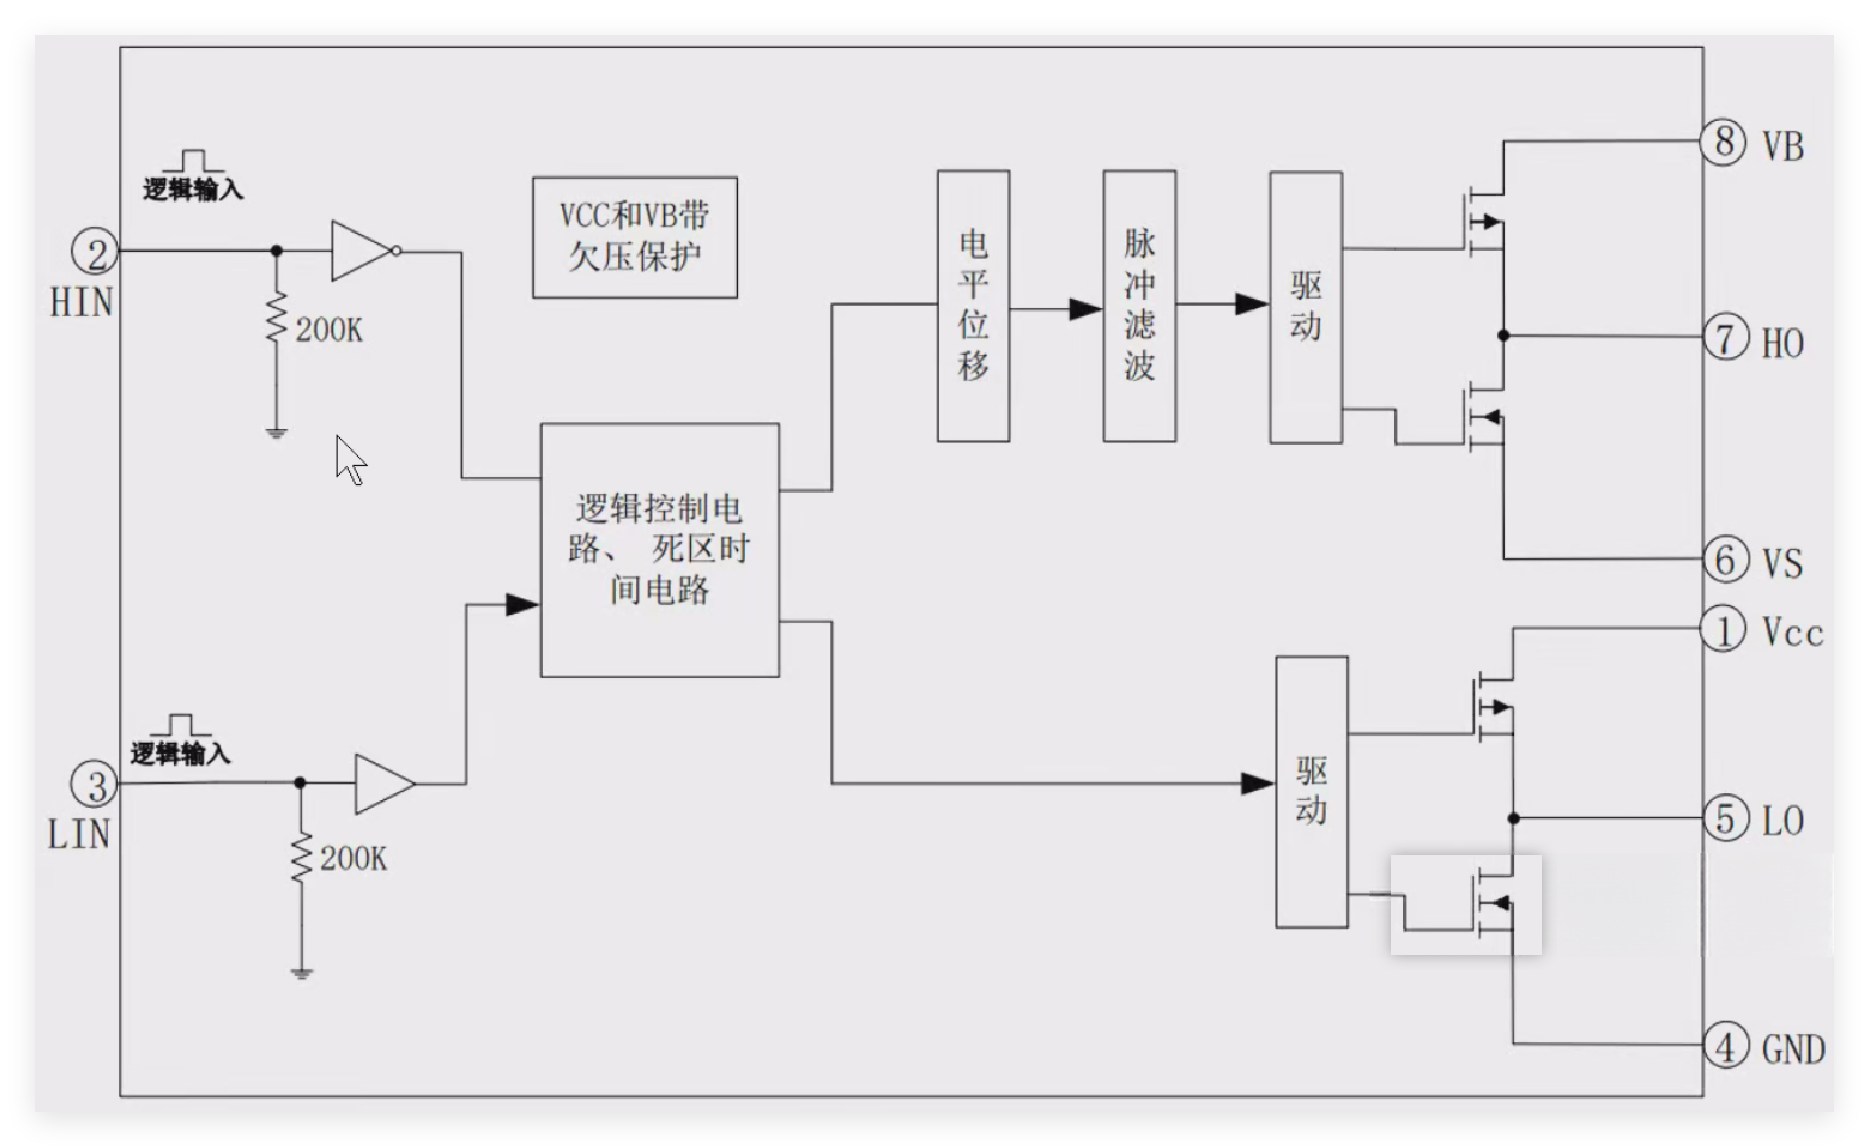 逻辑输入
② HIN
200K
VCC和VB带
欠压保护
逻辑控制电
路、 死区时
间电路
逻辑输入
③ LIN
200K
电平位移
脉冲滤波
驱动
驱动
⑧ VB
⑦ HO
⑥ VS
① Vcc
⑤ LO
④ GND